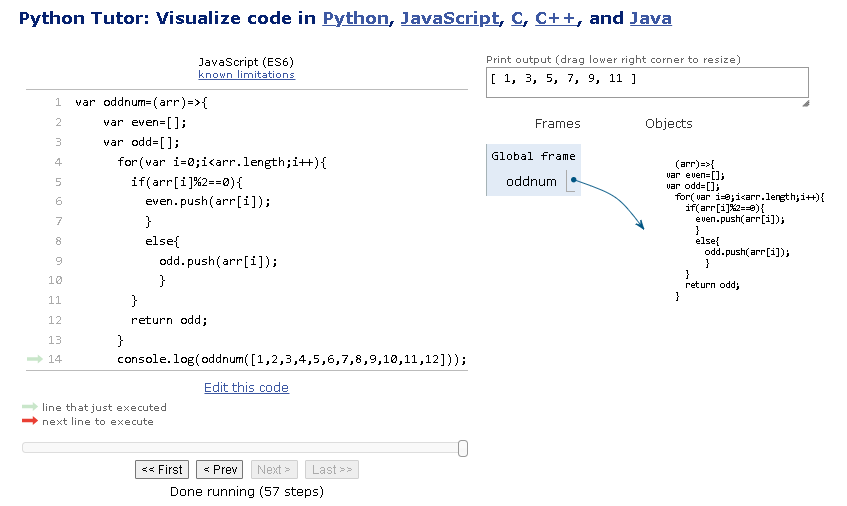 Python Tutor: Visualize code in Python, JavaScript, C, C++, and Java
JavaScript (ES6)
known limitations
1 var oddnum=(arr)=>{
2 var even=[];
3 var odd=[];
4 for(var i=0;i<arr.length;i++){
5 if(arr[i]%2==0){
6 even.push(arr[i]);
7 }
8 else{
9 odd.push(arr[i]);
10 }
11 }
12 return odd;
13 }
14 console.log(oddnum([1,2,3,4,5,6,7,8,9,10,11,12]));
Edit this code
line that just executed
next line to execute
<< First < Prev Next > Last >>
Done running (57 steps)
Print output (drag lower right corner to resize)
[ 1, 3, 5, 7, 9, 11 ]
Frames Objects
Global frame
oddnum
(arr)=>{
var even=[];
var odd=[];
for(var i=0;i<arr.length;i++){
if(arr[i]%2==0){
even.push(arr[i]);
}
else{
odd.push(arr[i]);
}
}
return odd;
}